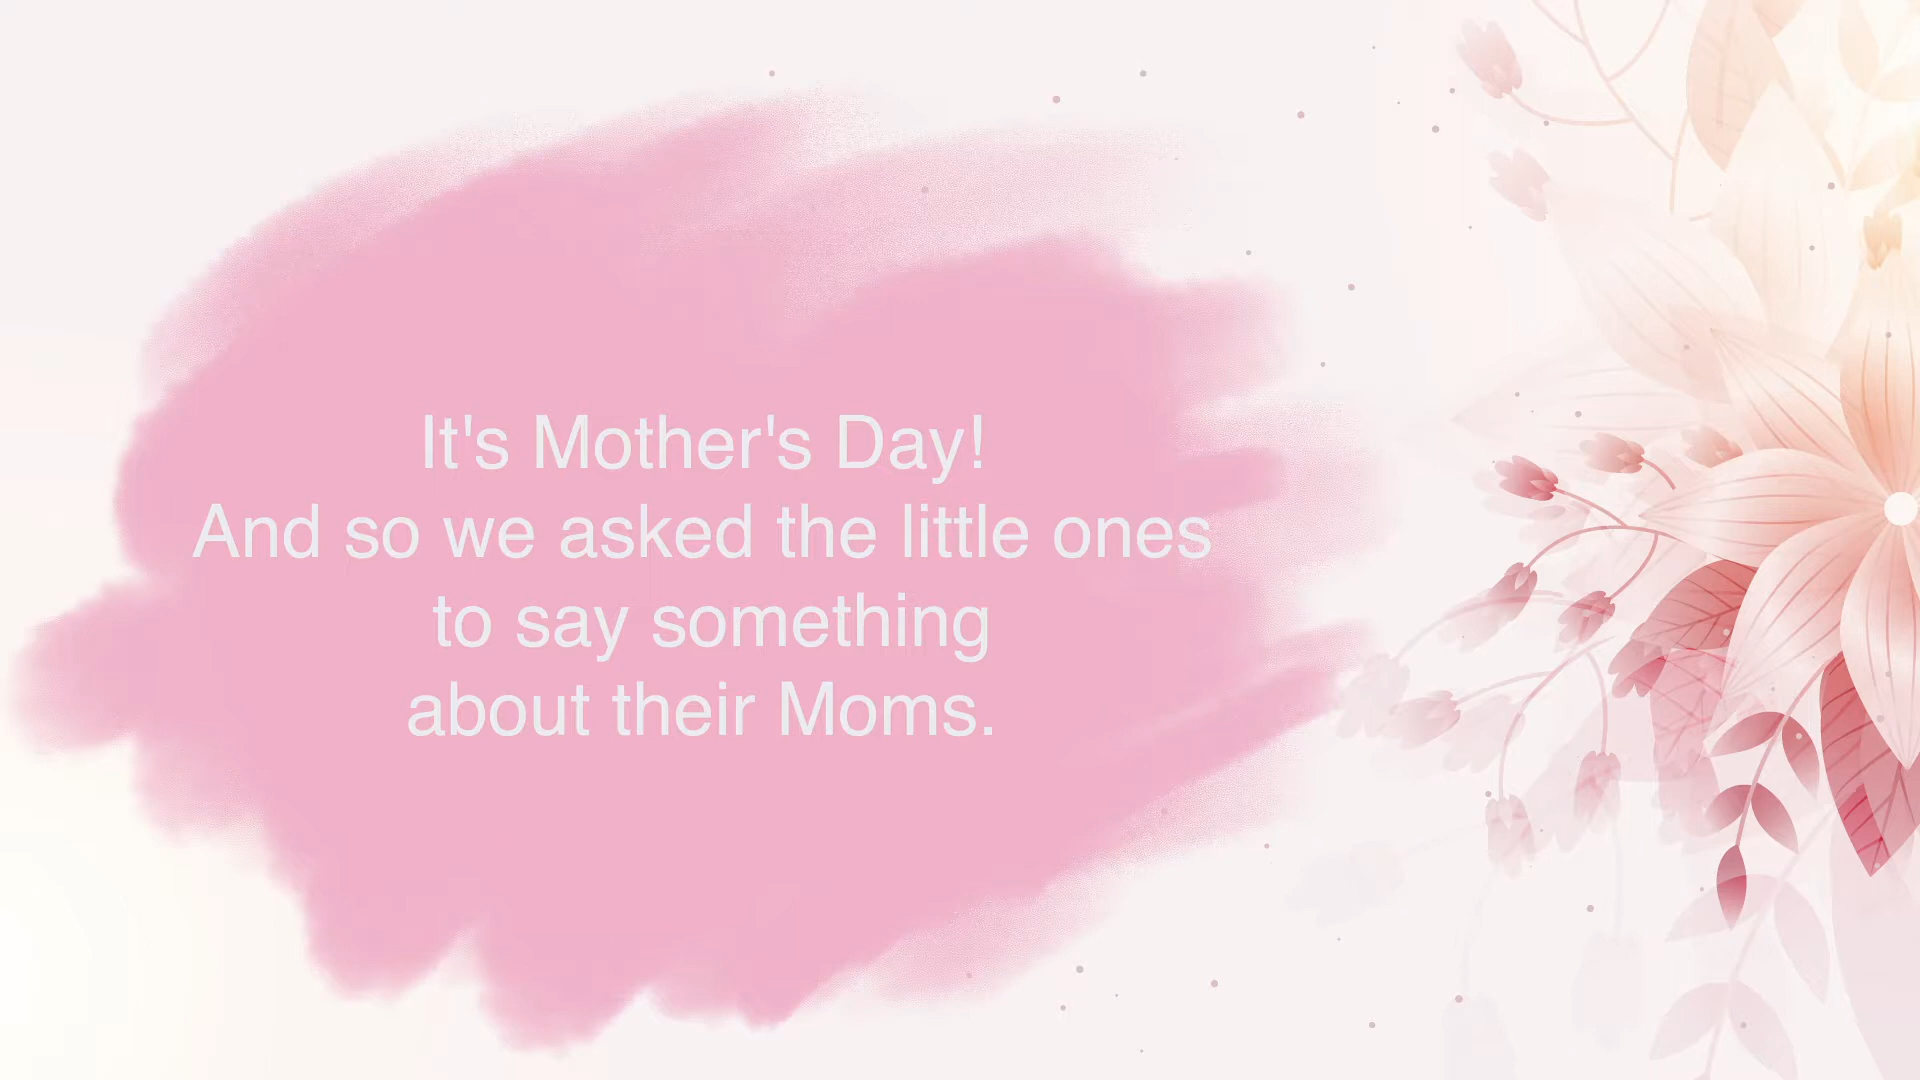 It's Mother's Day!
And so we asked the little ones
to say something
about their Moms.